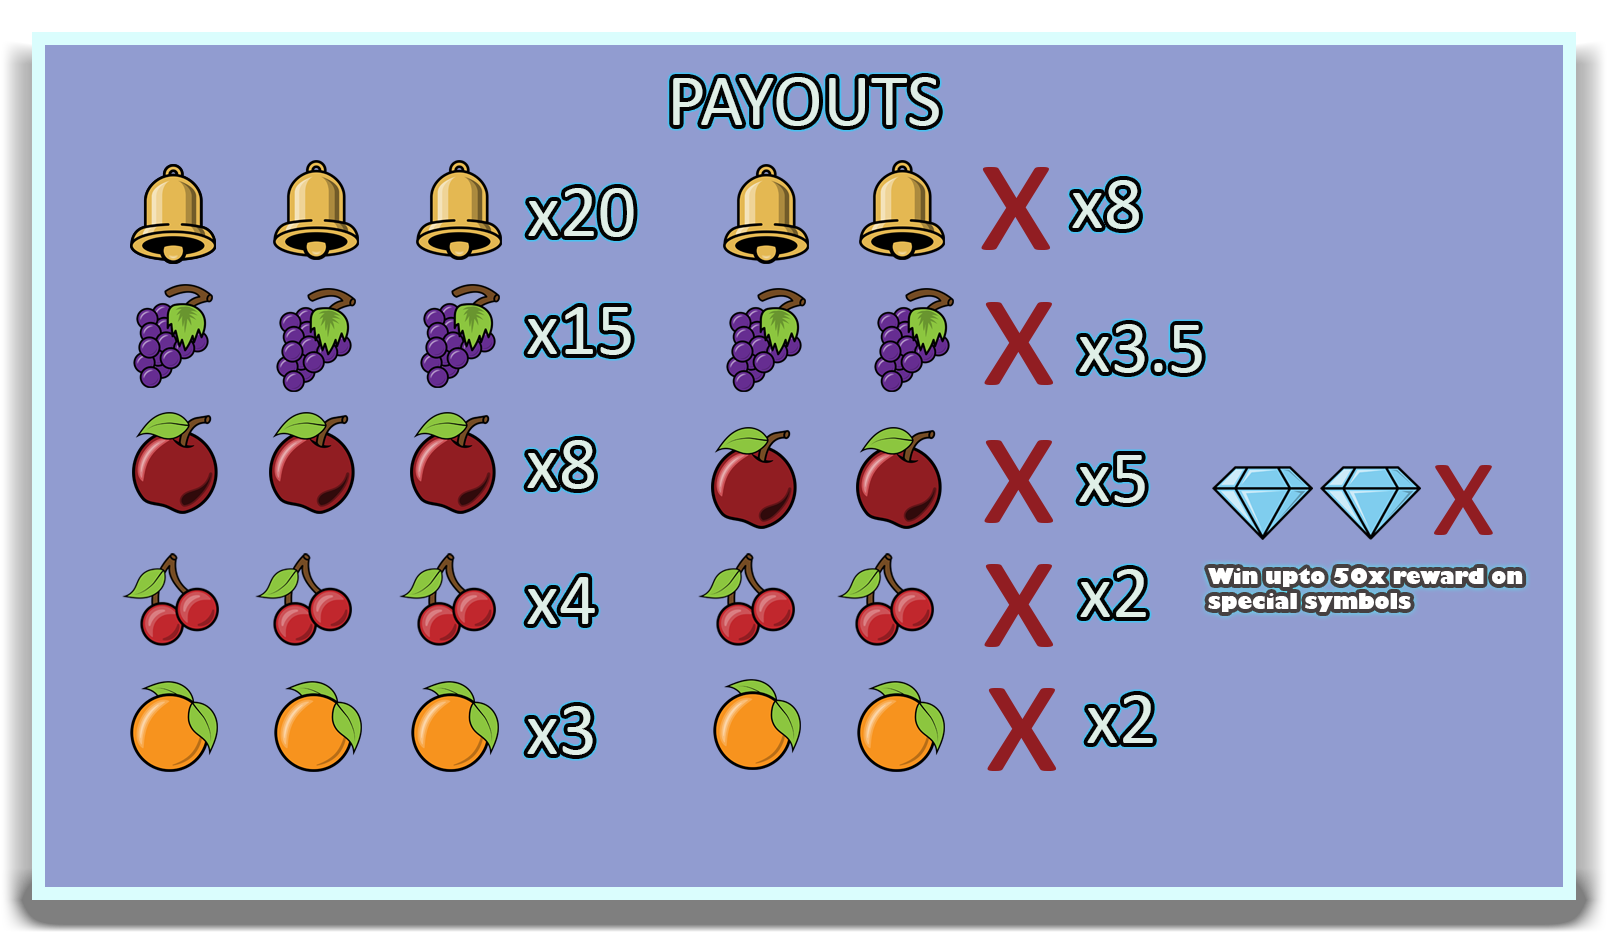 PAYOUTS
x20 X x8
x15 X x3.5
x8 X x5 X
x4 X x2
Win upto 50x reward on
special symbols
x3 X x2